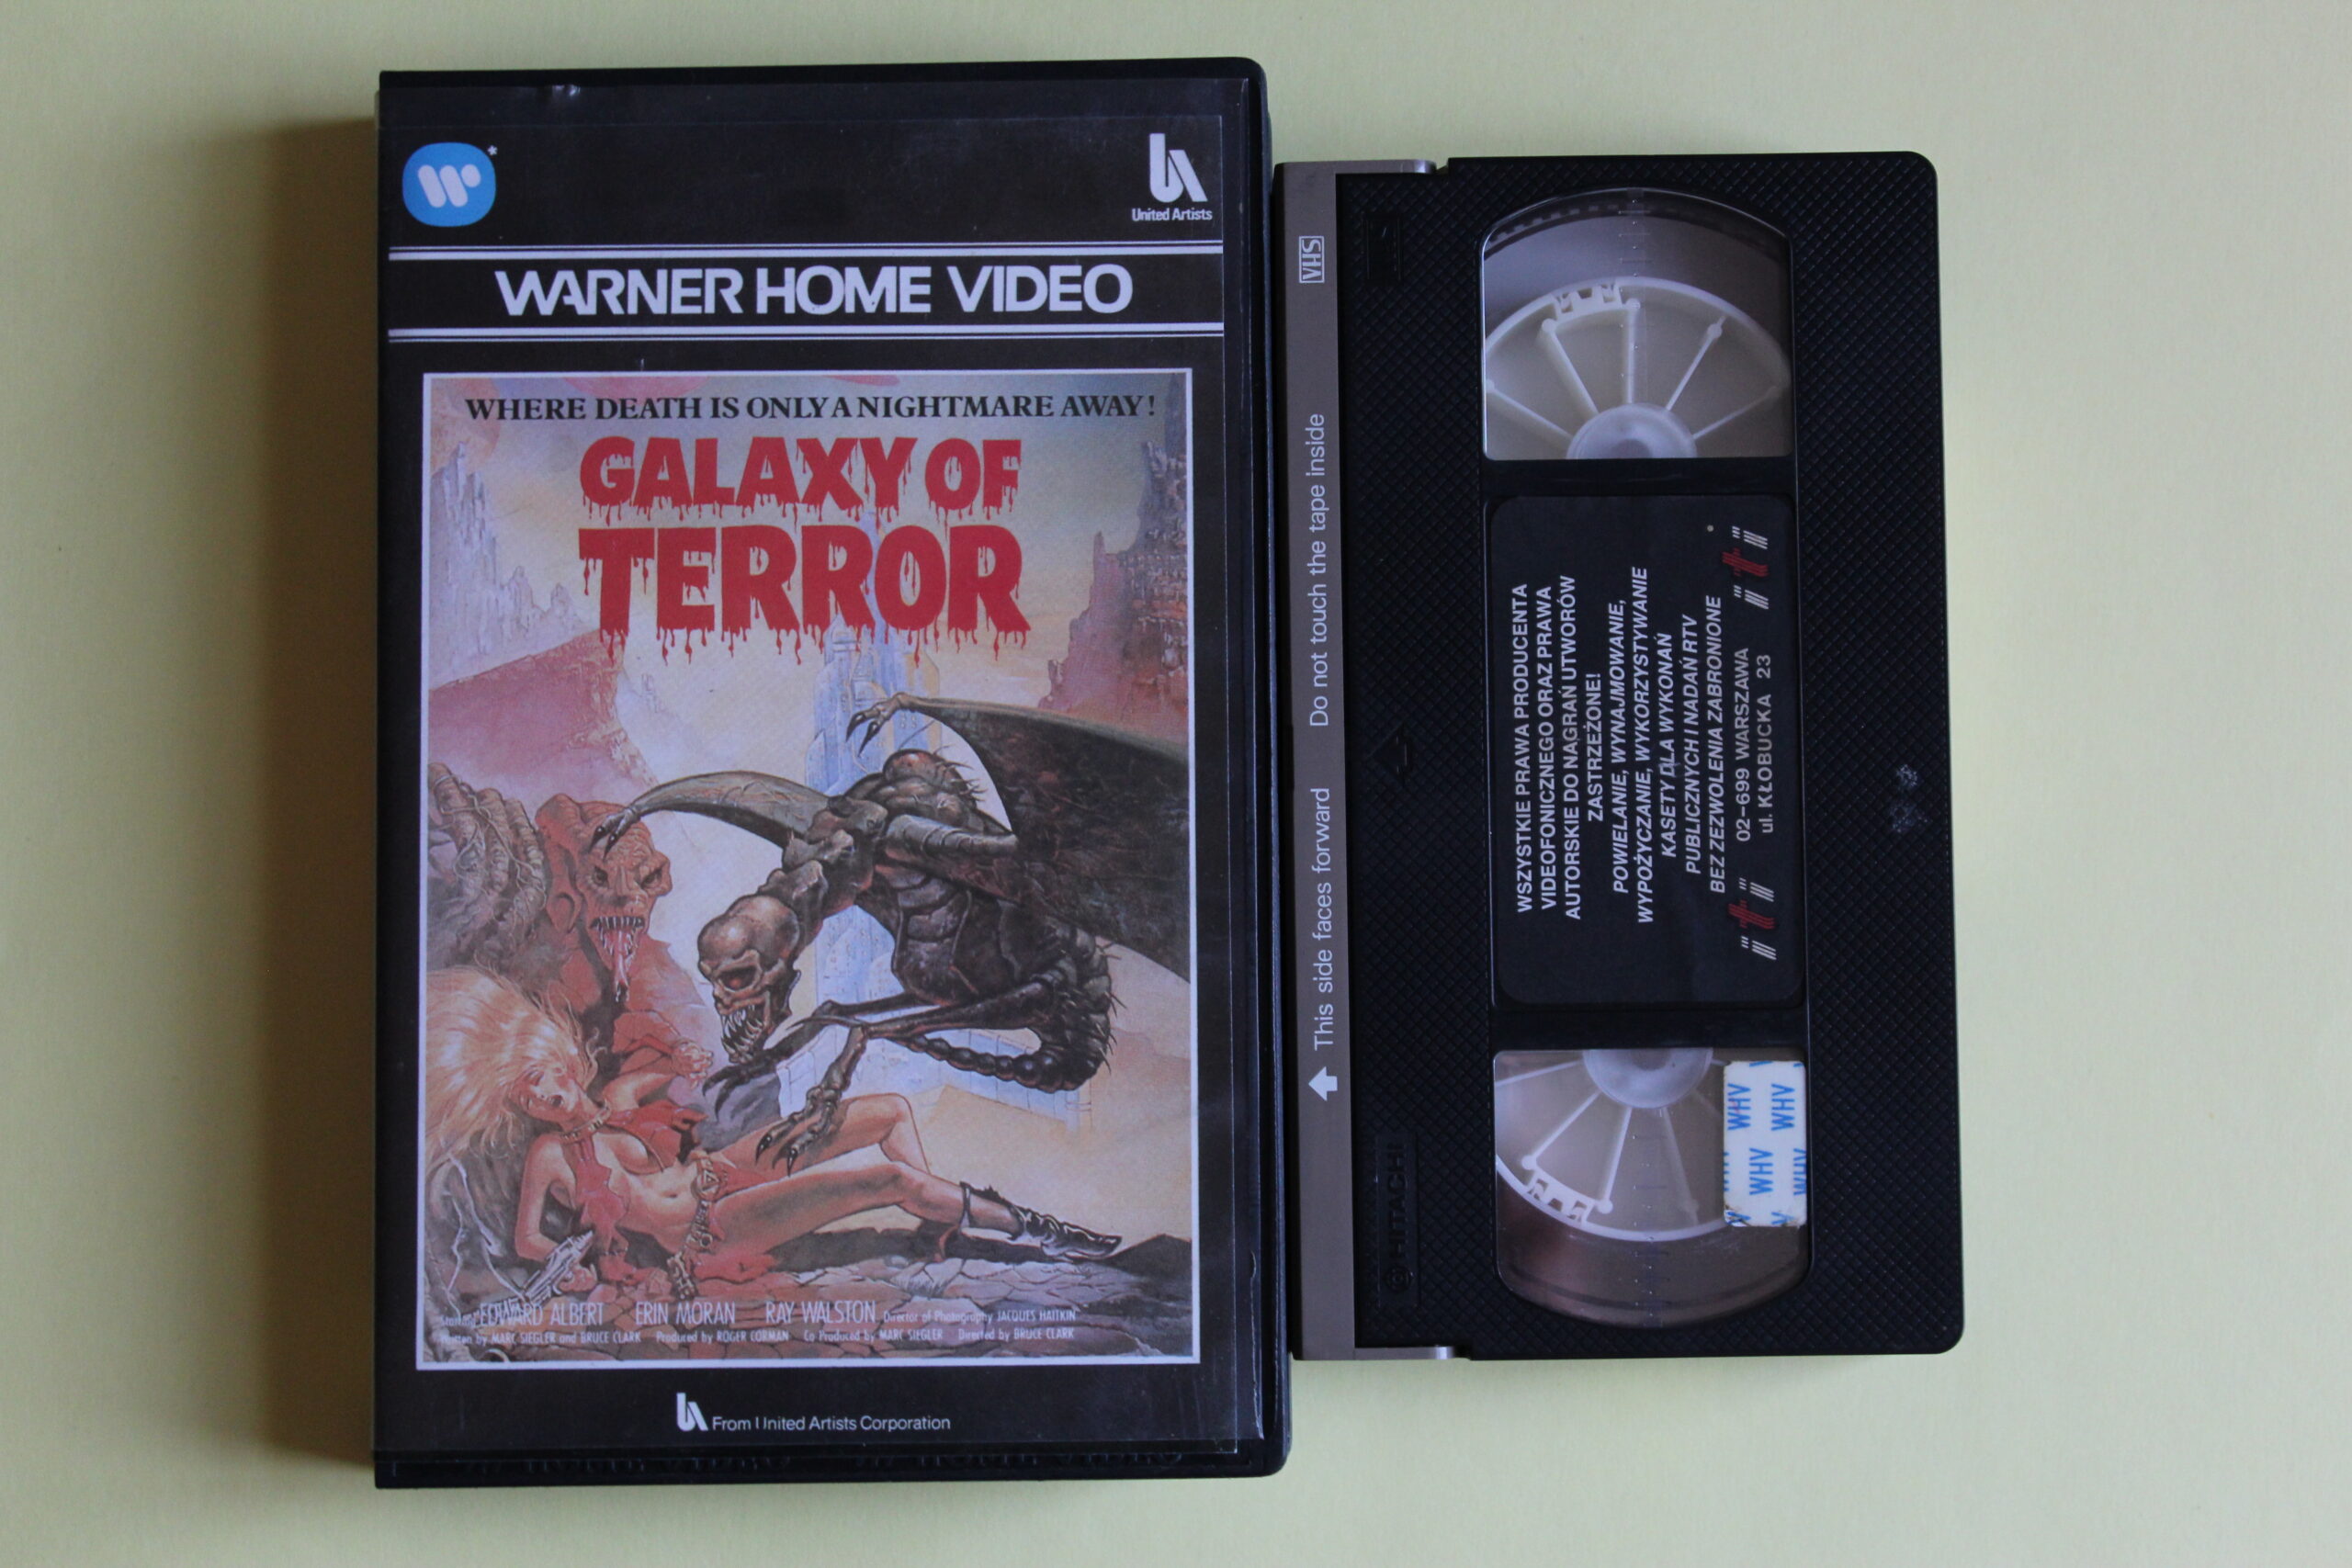 W
United Artists
WARNER HOME VIDEO
WHERE DEATH IS ONLY A NIGHTMARE AWAY!
GALAXY OF
TERROR
Starring EDWARD ALBERT ERIN MORAN RAY WALSTON Director of Photography JACQUES HAITKIN
Written by MARC SIEGLER and BRUCE CLARK Produced by ROGER CORMAN Co Produced by MARC SIEGLER Directed by BRUCE CLARK
From United Artists Corporation
VHS
This side faces forward Do not touch the tape inside
HITACHI
WSZYSTKIE PRAWA PRODUCENTA
VIDEOFONICZNEGO ORAZ PRAWA
AUTORSKIE DO NAGRAŃ UTWORÓW
ZASTRZEŻONE!
POWIELANIE, WYNAJMOWANIE,
WYPOŻYCZANIE, WYKORZYSTYWANIE
KASETY DLA WYKONAŃ
PUBLICZNYCH I NADAŃ RTV
BEZ ZEZWOLENIA ZABRONIONE
02-699 WARSZAWA
ul. KŁOBUCKA 23
iti iti
WHV WHV
WHV WHV